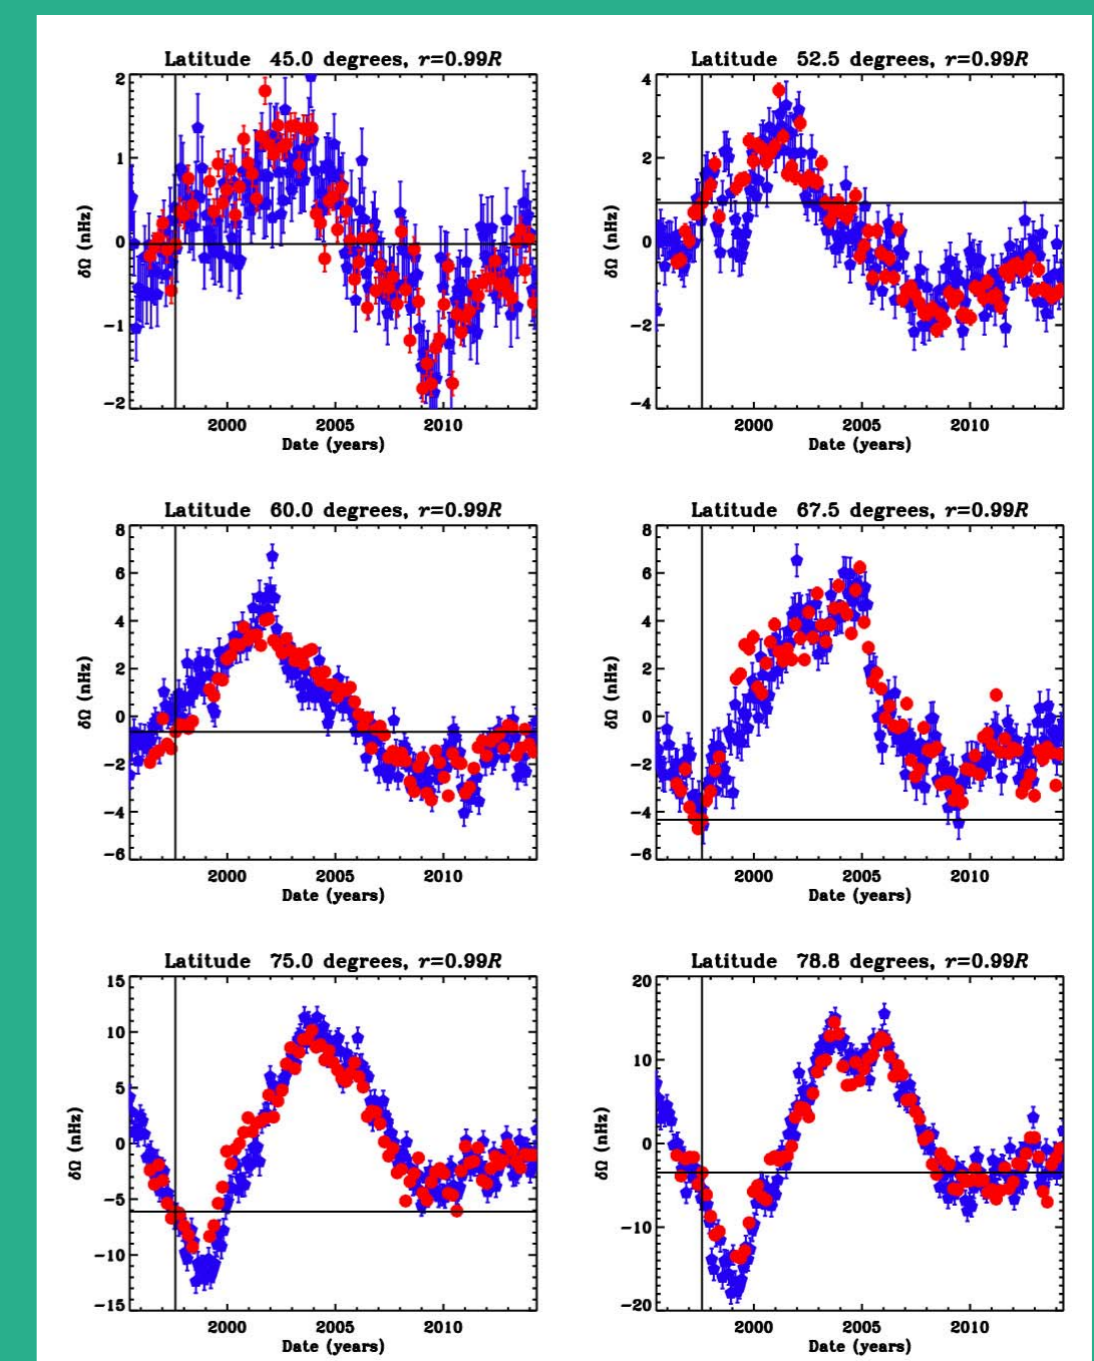 Latitude 45.0 degrees, r=0.99R
2
1
0
−1
−2
δΩ (nHz)
2000 2005 2010
Date (years)
Latitude 52.5 degrees, r=0.99R
4
2
0
−2
−4
δΩ (nHz)
2000 2005 2010
Date (years)
Latitude 60.0 degrees, r=0.99R
8
6
4
2
0
−2
−4
−6
δΩ (nHz)
2000 2005 2010
Date (years)
Latitude 67.5 degrees, r=0.99R
8
6
4
2
0
−2
−4
−6
δΩ (nHz)
2000 2005 2010
Date (years)
Latitude 75.0 degrees, r=0.99R
15
10
5
0
−5
−10
−15
δΩ (nHz)
2000 2005 2010
Date (years)
Latitude 78.8 degrees, r=0.99R
20
10
0
−10
−20
δΩ (nHz)
2000 2005 2010
Date (years)